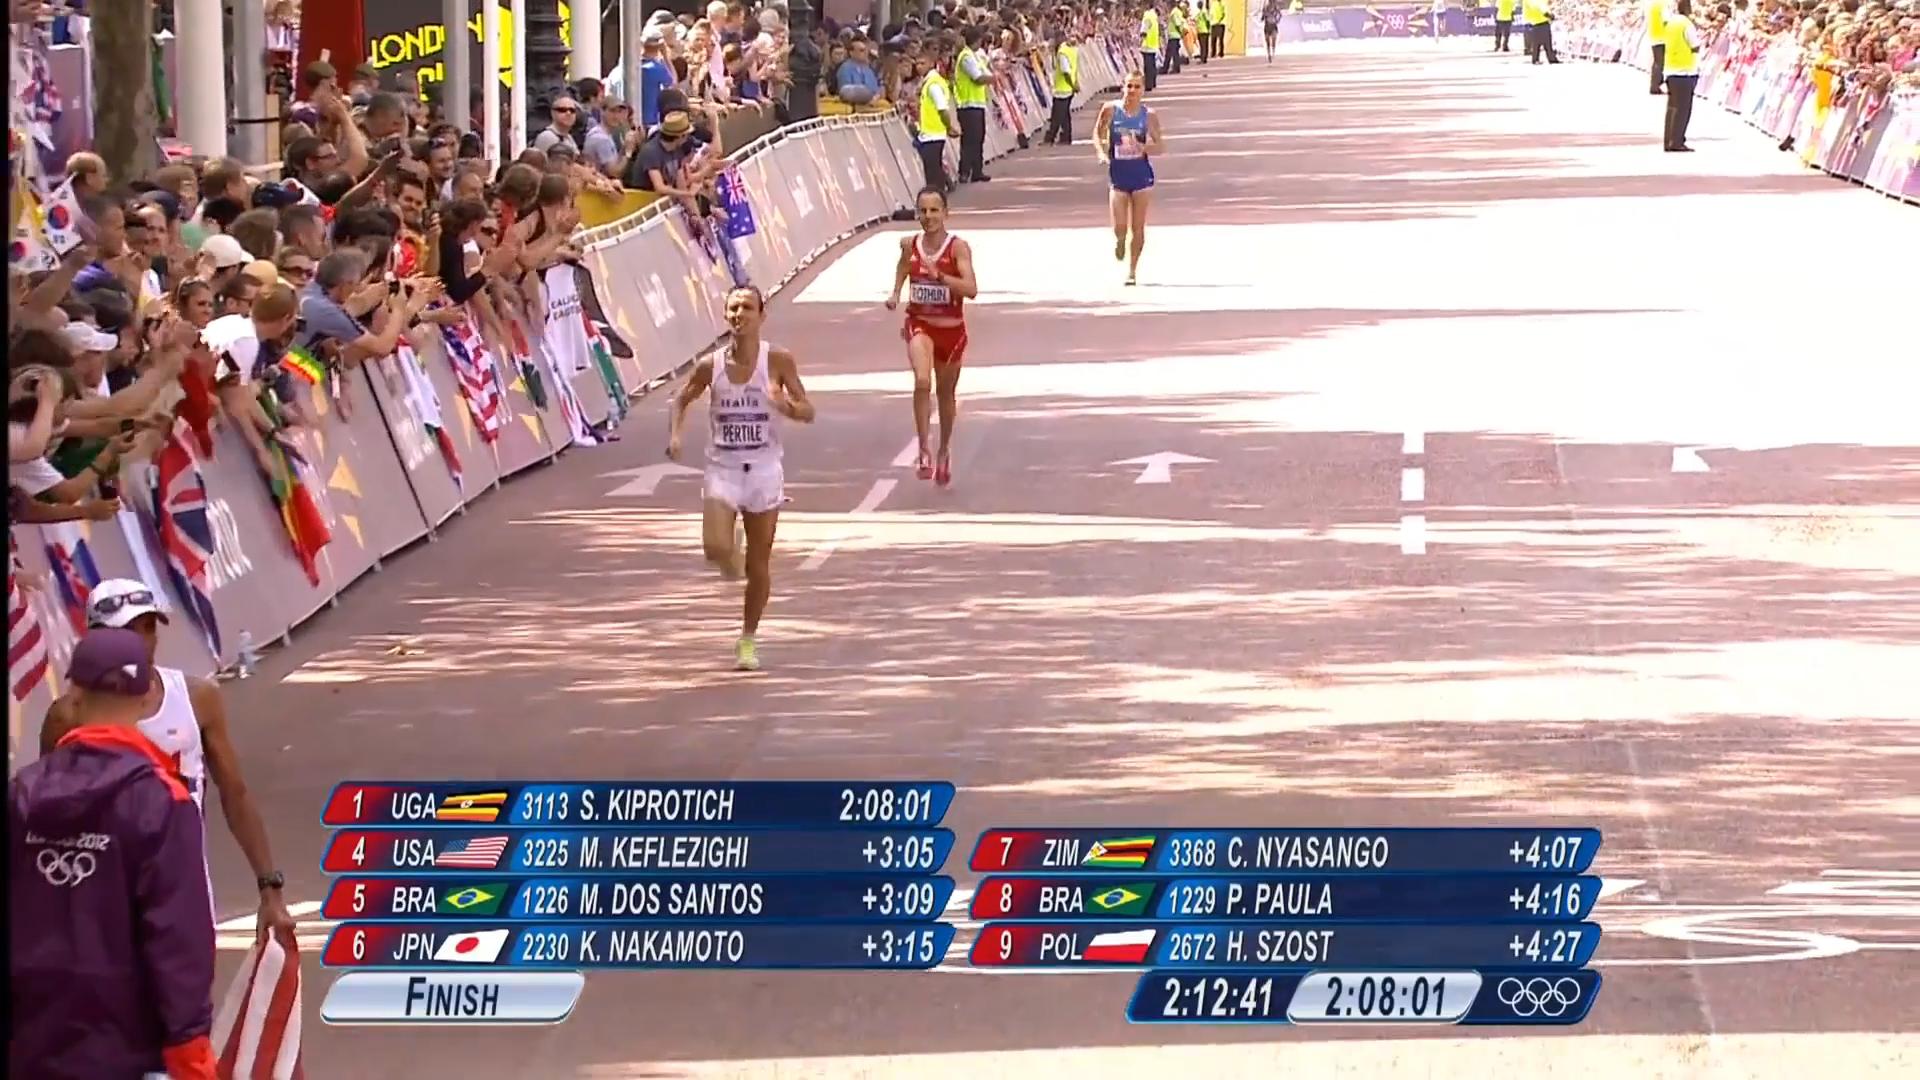 LONDON
Italia
PERTILE
ROTHLIN
1 UGA 3113 S. KIPROTICH 2:08:01
4 USA 3225 M. KEFLEZIGHI +3:05
5 BRA 1226 M. DOS SANTOS +3:09
6 JPN 2230 K. NAKAMOTO +3:15
7 ZIM 3368 C. NYASANGO +4:07
8 BRA 1229 P. PAULA +4:16
9 POL 2672 H. SZOST +4:27
FINISH
2:12:41 2:08:01